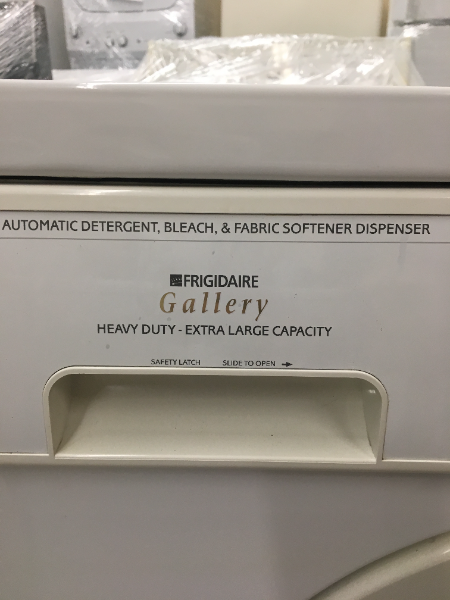 AUTOMATIC DETERGENT, BLEACH, & FABRIC SOFTENER DISPENSER
FRIGIDAIRE
Gallery
HEAVY DUTY - EXTRA LARGE CAPACITY
SAFETY LATCH SLIDE TO OPEN →